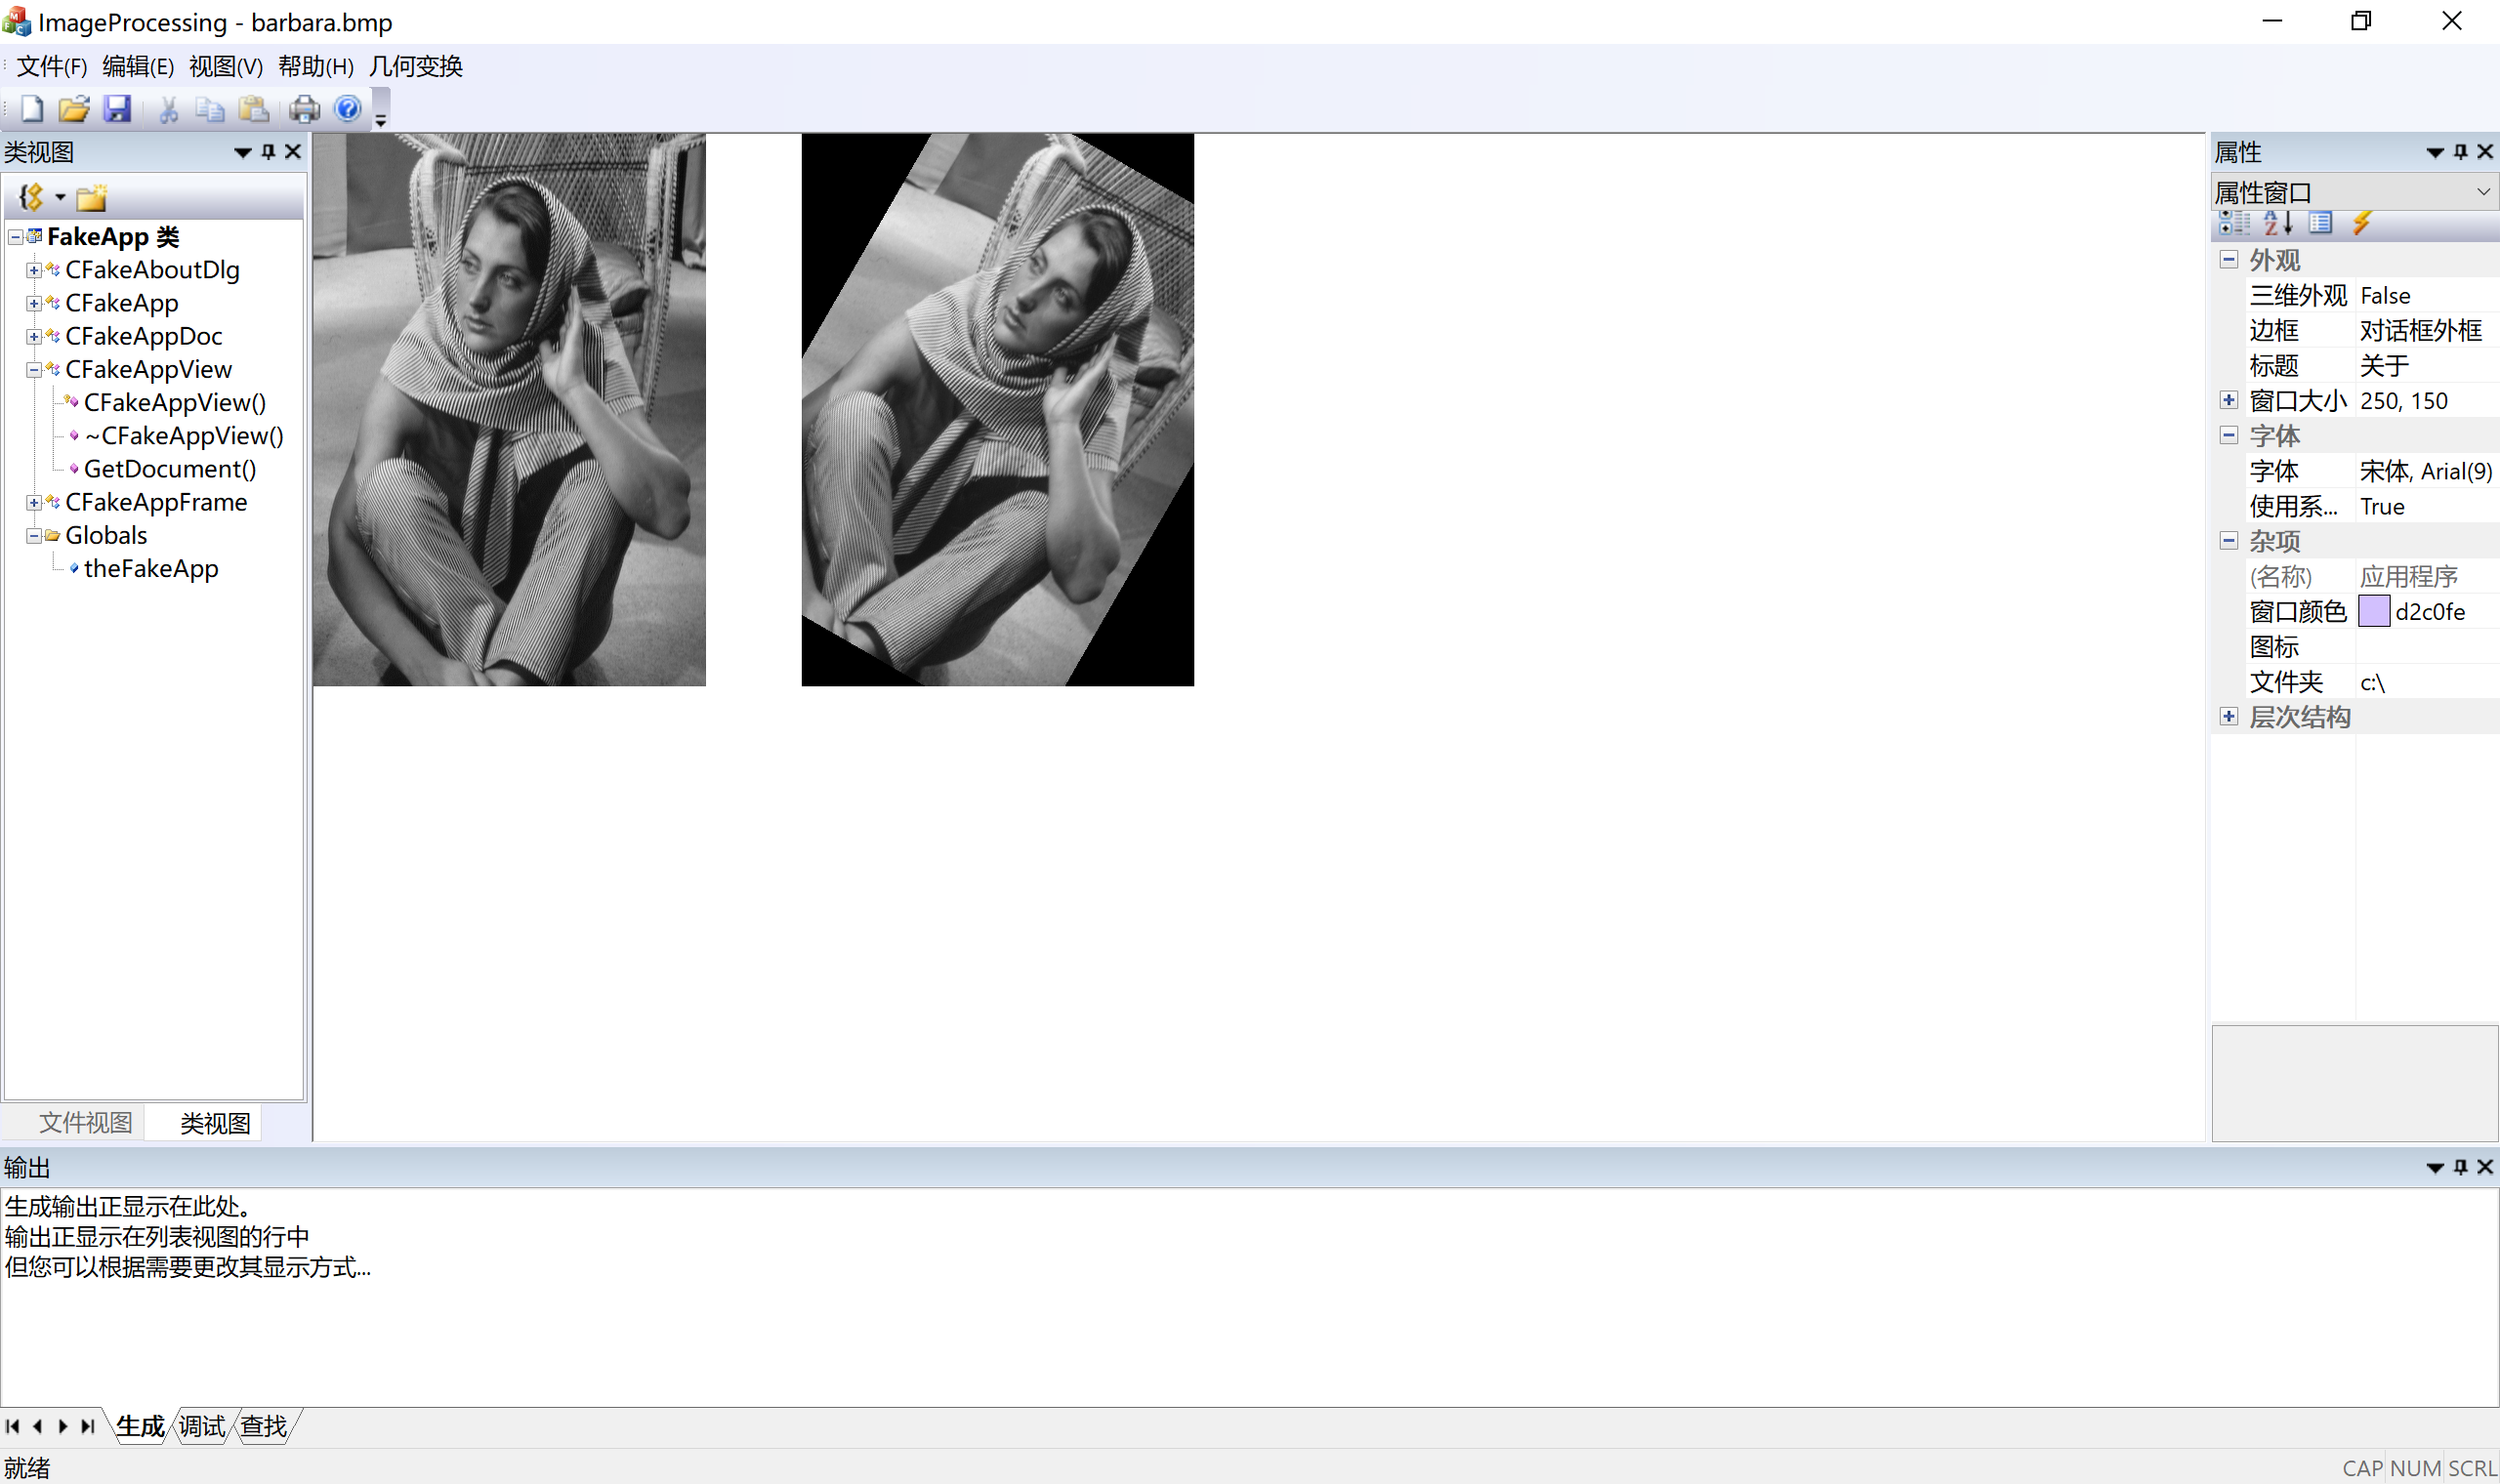 ImageProcessing - barbara.bmp
文件(F) 编辑(E) 视图(V) 帮助(H) 几何变换
类视图
FakeApp 类
CFakeAboutDlg
CFakeApp
CFakeAppDoc
CFakeAppView
CFakeAppView()
~CFakeAppView()
GetDocument()
CFakeAppFrame
Globals
theFakeApp
文件视图 类视图
属性
属性窗口
外观
三维外观 False
边框 对话框外框
标题 关于
窗口大小 250, 150
字体
字体 宋体, Arial(9)
使用系... True
杂项
(名称) 应用程序
窗口颜色 d2c0fe
图标
文件夹 c:\
层次结构
输出
生成输出正显示在此处。
输出正显示在列表视图的行中
但您可以根据需要更改其显示方式...
生成 调试 查找
就绪
CAP NUM SCRL